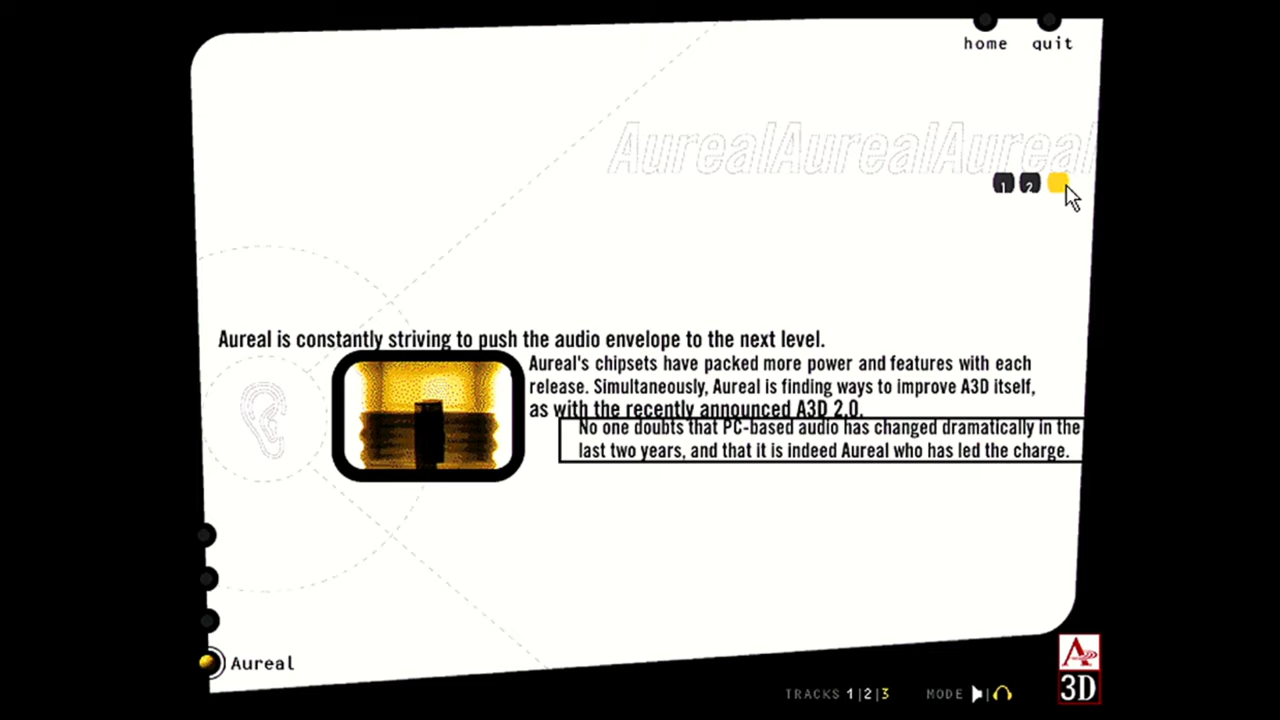 home quit
AurealAurealAureal
1 2
Aureal is constantly striving to push the audio envelope to the next level.
Aureal's chipsets have packed more power and features with each
release. Simultaneously, Aureal is finding ways to improve A3D itself,
as with the recently announced A3D 2.0.
No one doubts that PC-based audio has changed dramatically in the
last two years, and that it is indeed Aureal who has led the charge.
Aureal
TRACKS 1|2|3 MODE
A
3D